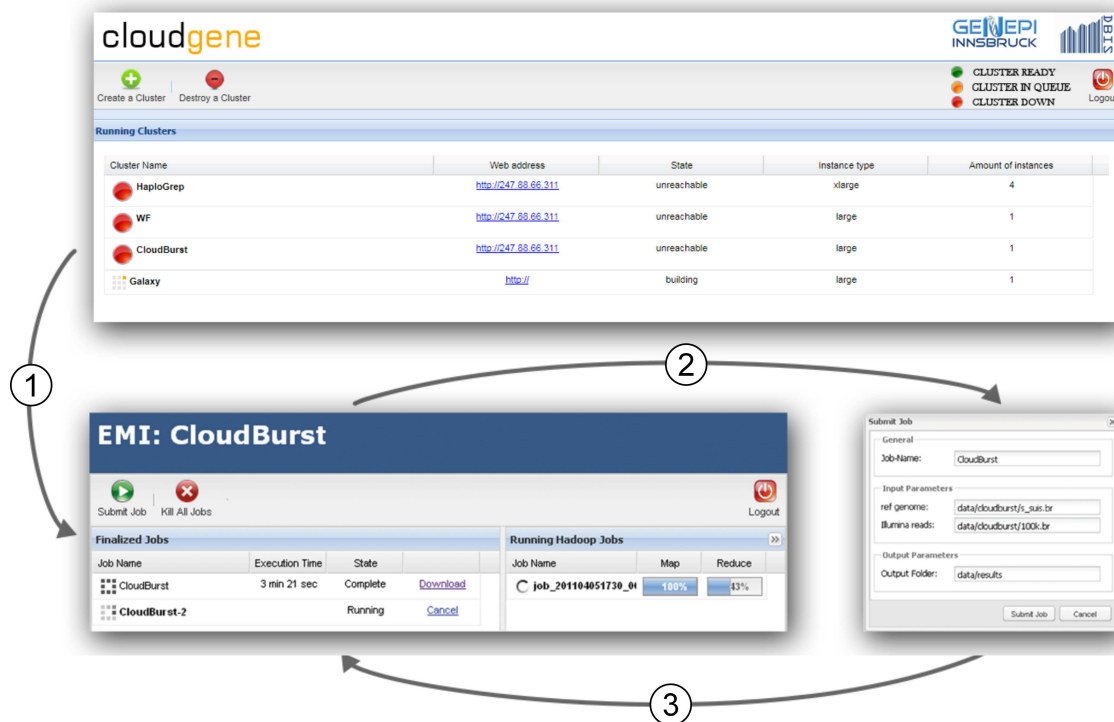 cloudgene
GEN EPI
INNSBRUCK
DBIS
Create a Cluster Destroy a Cluster
CLUSTER READY
CLUSTER IN QUEUE
CLUSTER DOWN
Logout
Running Clusters
Cluster Name Web address State Instance type Amount of instances
HaploGrep http://247.88.66.311 unreachable xlarge 4
WF http://247.88.66.311 unreachable large 1
CloudBurst http://247.88.66.311 unreachable large 1
Galaxy http:// building large 1
1
2
EMI: CloudBurst
Submit Job Kill All Jobs
Logout
Finalized Jobs
Job Name Execution Time State
CloudBurst 3 min 21 sec Complete Download
CloudBurst-2 Running Cancel
Running Hadoop Jobs
Job Name Map Reduce
job_201104051730_0 100% 43%
Submit Job
General
Job-Name: CloudBurst
Input Parameters
ref genome: data/cloudburst/s_suis.br
Illumina reads: data/cloudburst/100k.br
Output Parameters
Output Folder: data/results
Submit Job Cancel
3